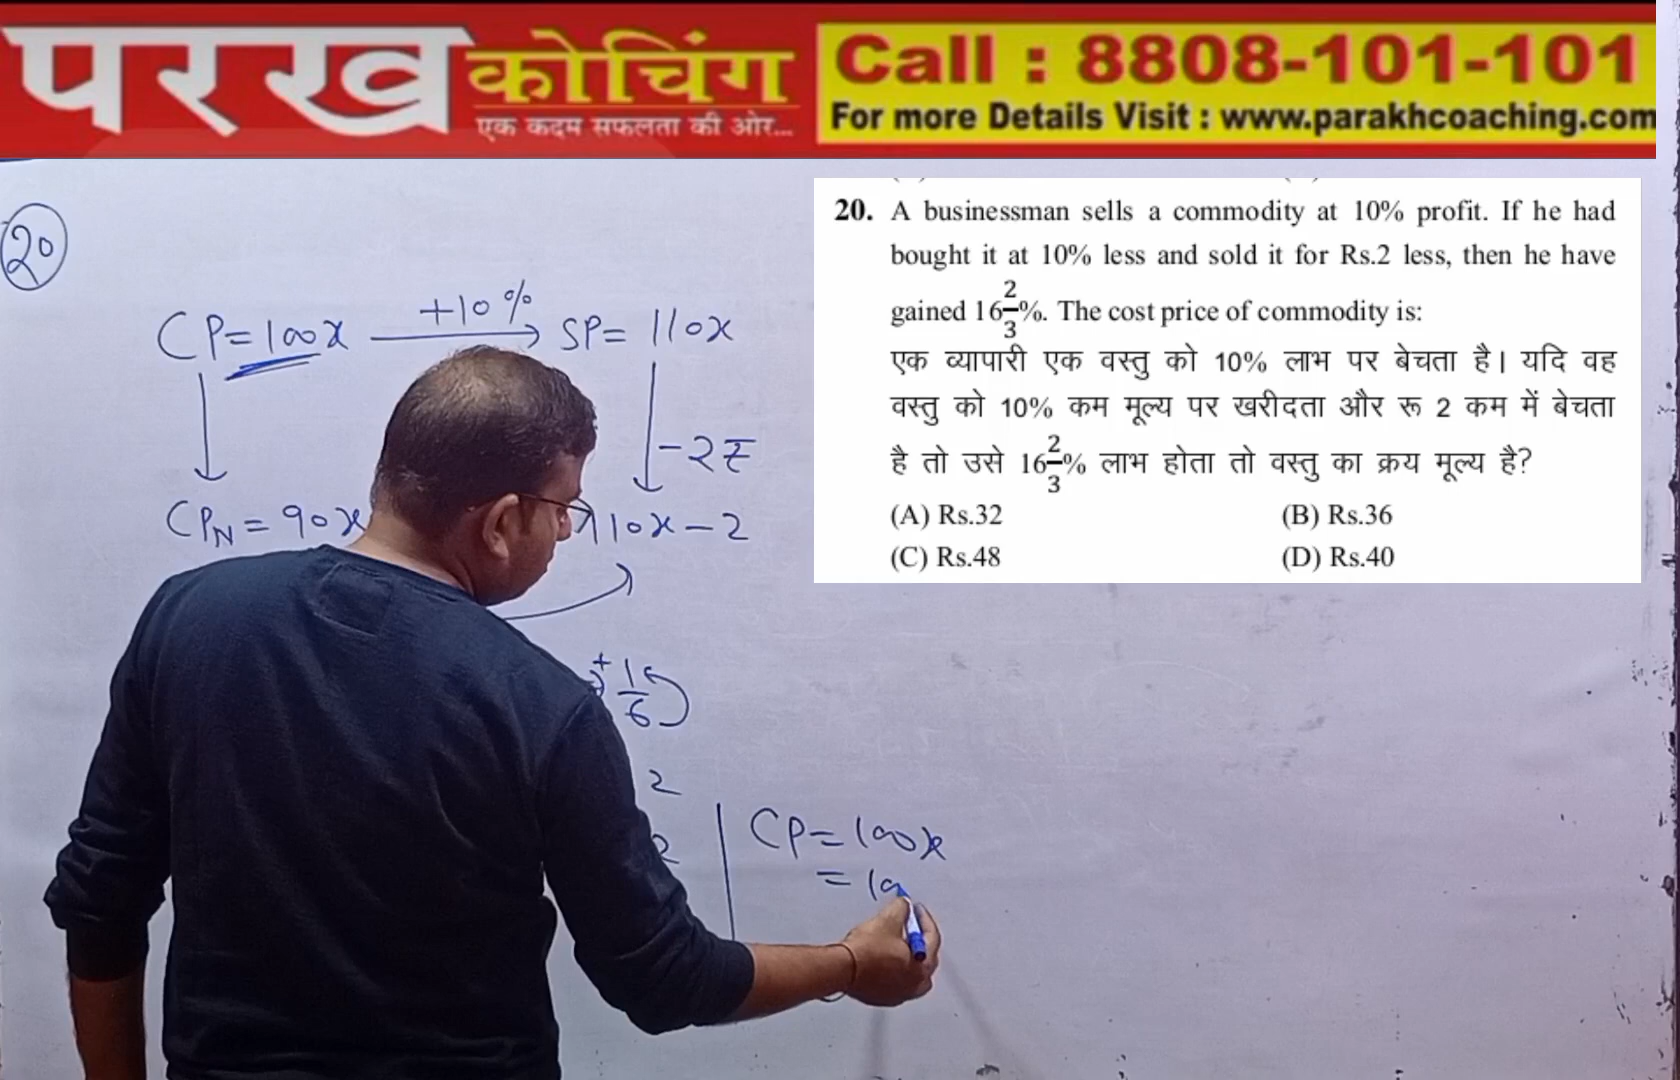 परख कोचिंग
एक कदम सफलता की ओर...
Call : 8808-101-101
For more Details Visit : www.parakhcoaching.com
20
CP=100x +10% SP= 110x
-2₹
CPN = 90x 110x-2
+1/6
2
2
CP=100x
= 10
20. A businessman sells a commodity at 10% profit. If he had
bought it at 10% less and sold it for Rs.2 less, then he have
gained 16 2/3%. The cost price of commodity is:
एक व्यापारी एक वस्तु को 10% लाभ पर बेचता है। यदि वह
वस्तु को 10% कम मूल्य पर खरीदता और रू 2 कम में बेचता
है तो उसे 16 2/3% लाभ होता तो वस्तु का क्रय मूल्य है?
(A) Rs.32 (B) Rs.36
(C) Rs.48 (D) Rs.40